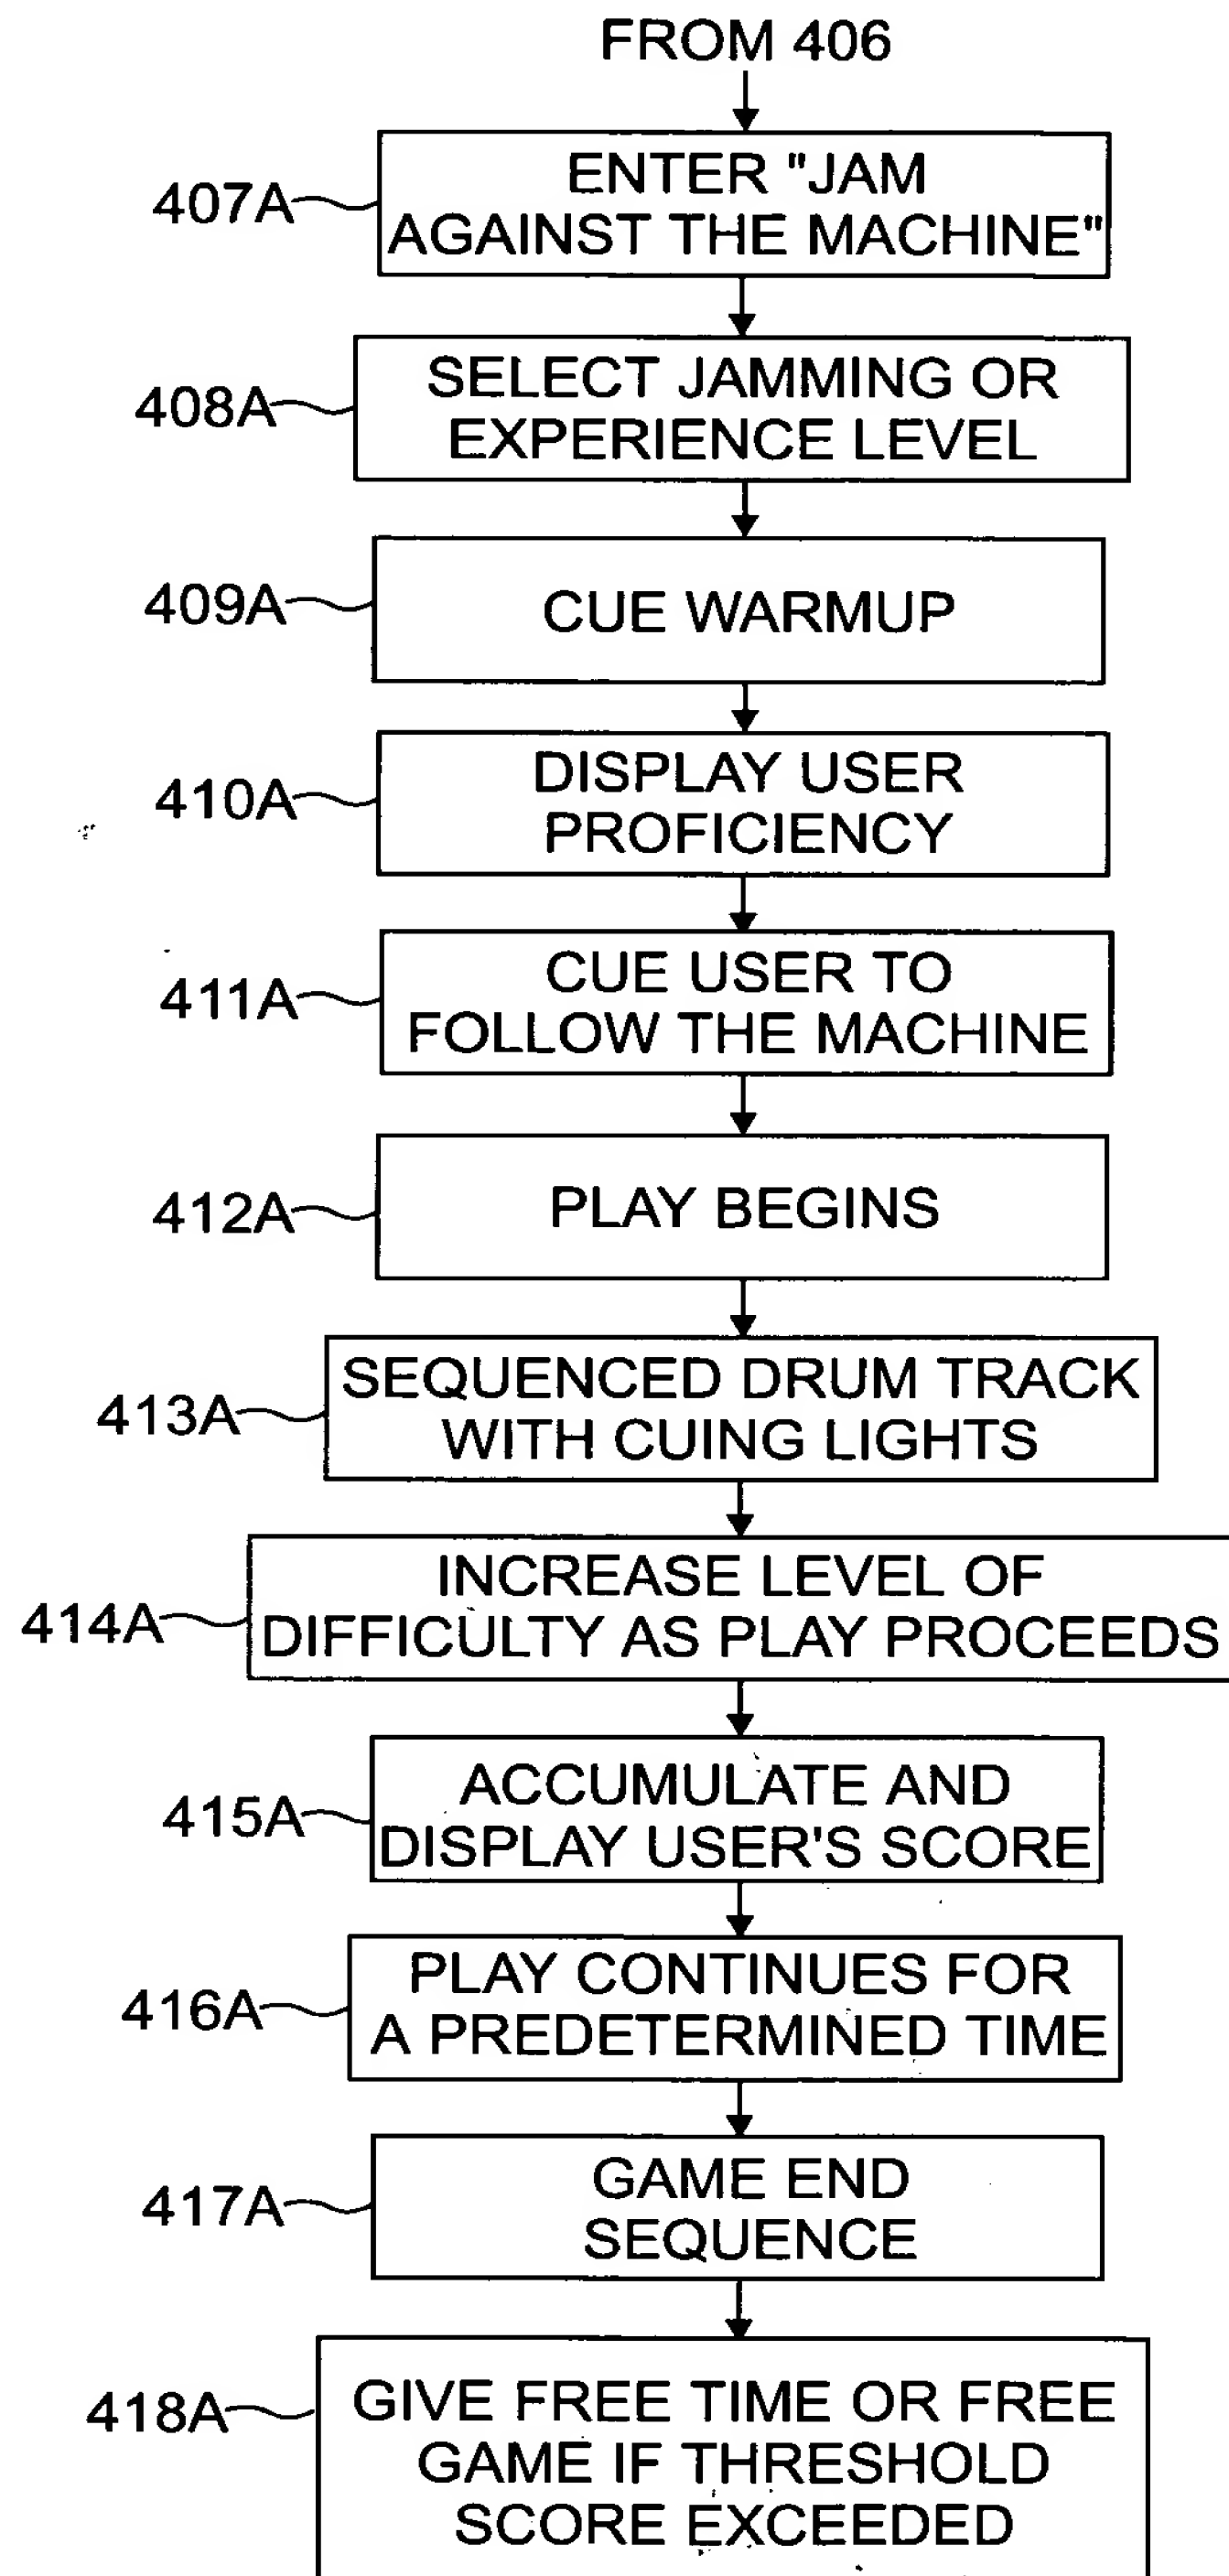 FROM 406
407A
ENTER "JAM
AGAINST THE MACHINE"
408A
SELECT JAMMING OR
EXPERIENCE LEVEL
409A
CUE WARMUP
410A
DISPLAY USER
PROFICIENCY
411A
CUE USER TO
FOLLOW THE MACHINE
412A
PLAY BEGINS
413A
SEQUENCED DRUM TRACK
WITH CUING LIGHTS
414A
INCREASE LEVEL OF
DIFFICULTY AS PLAY PROCEEDS
415A
ACCUMULATE AND
DISPLAY USER'S SCORE
416A
PLAY CONTINUES FOR
A PREDETERMINED TIME
417A
GAME END
SEQUENCE
418A
GIVE FREE TIME OR FREE
GAME IF THRESHOLD
SCORE EXCEEDED